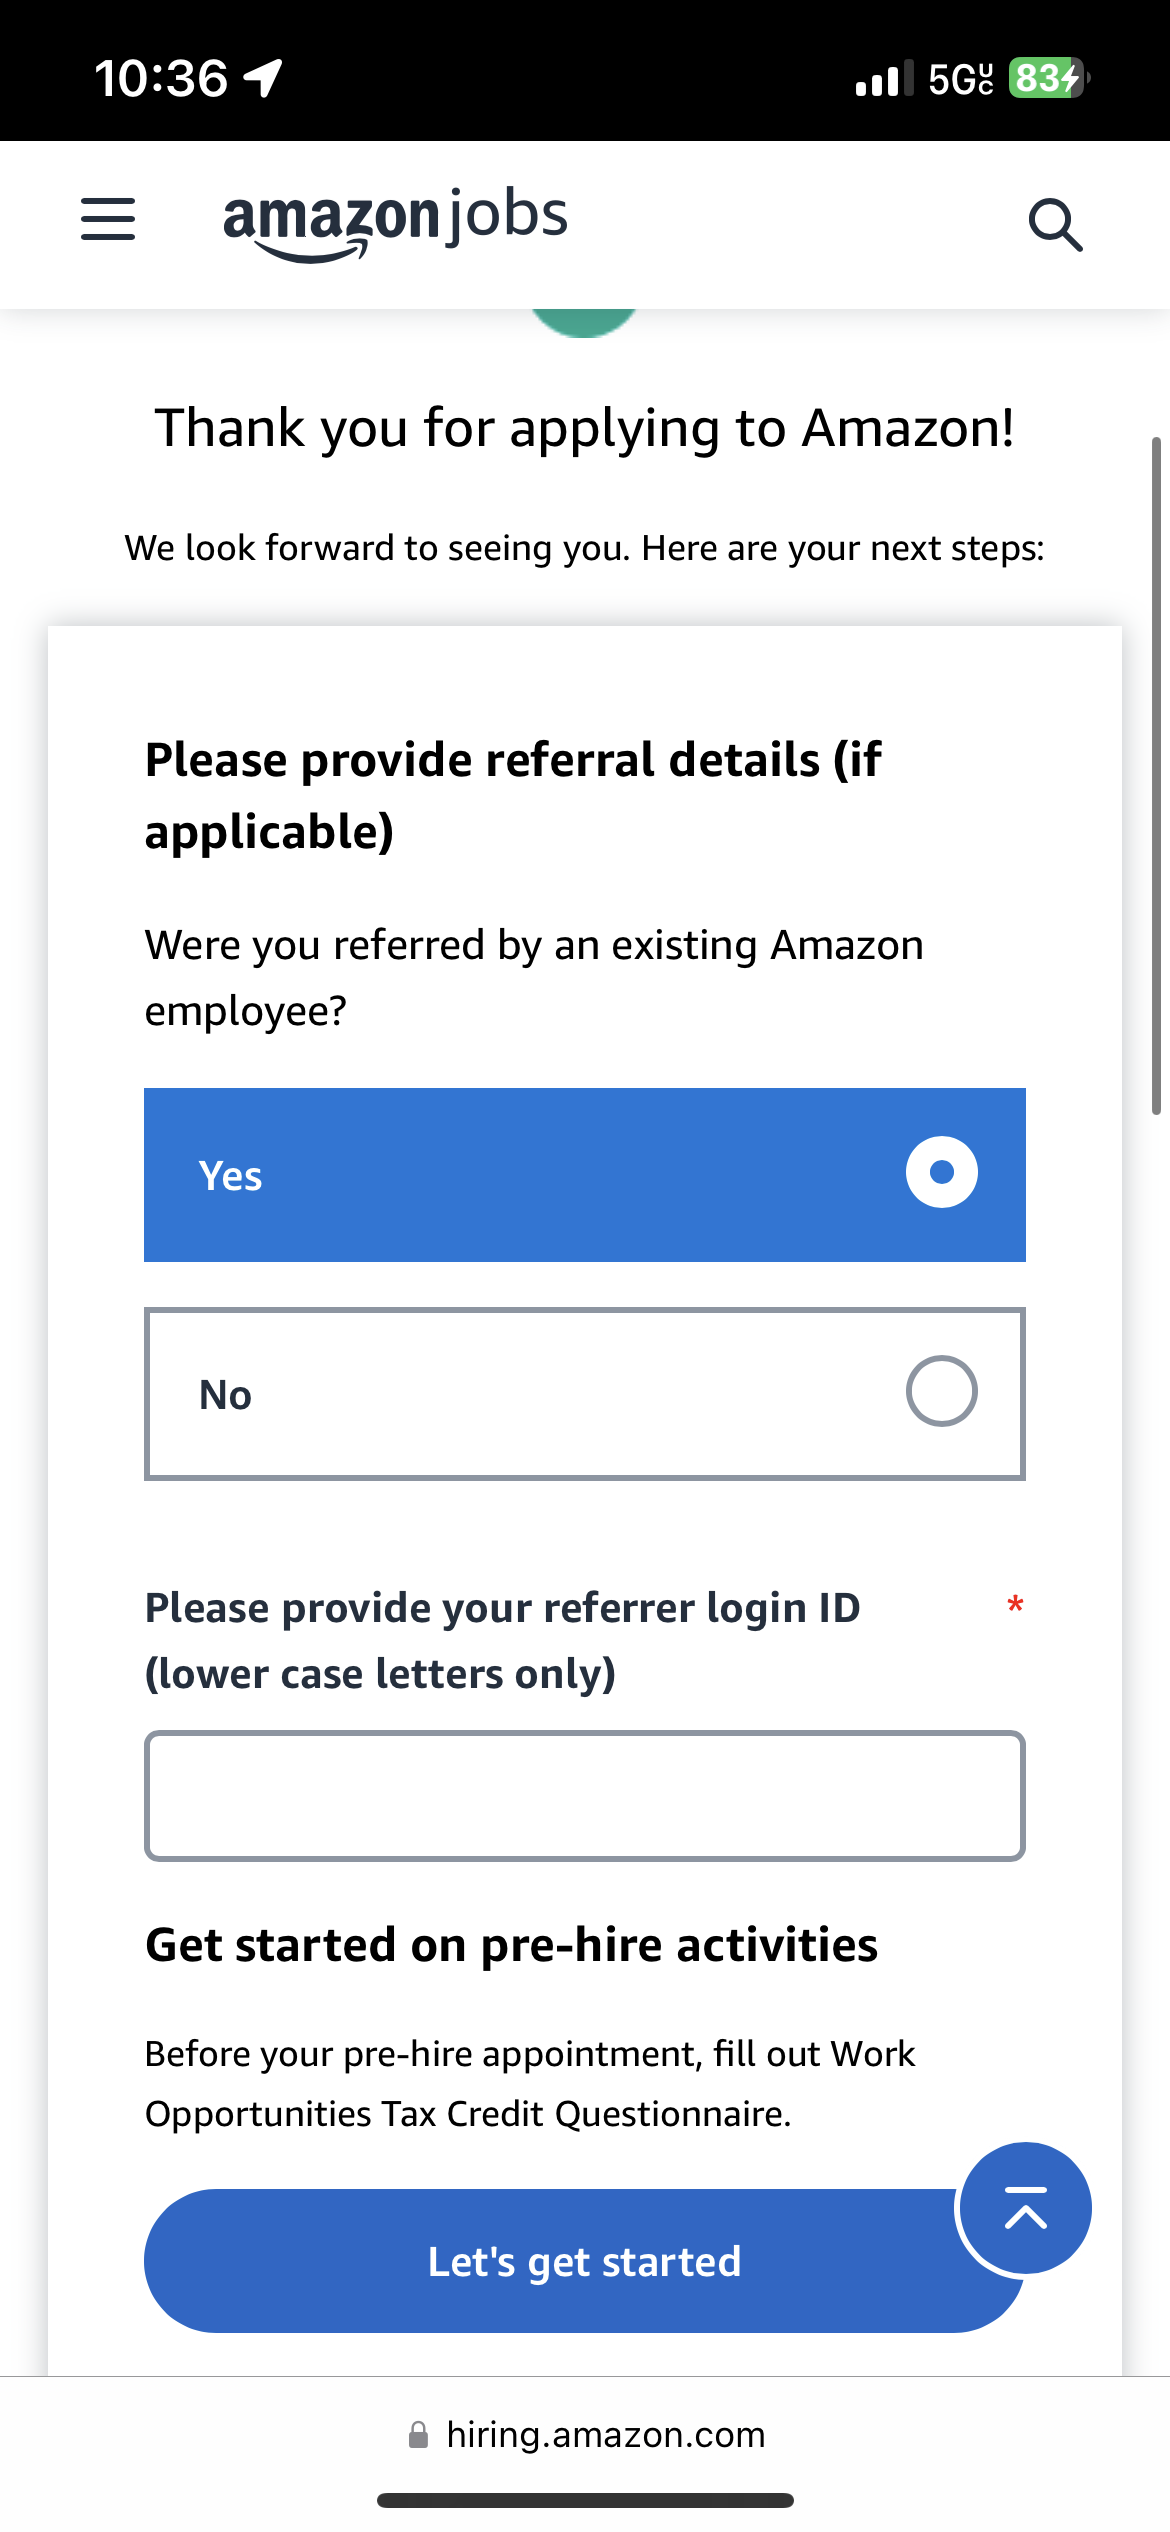 10:36
5GUC 83
amazon jobs
Thank you for applying to Amazon!
We look forward to seeing you. Here are your next steps:
Please provide referral details (if
applicable)
Were you referred by an existing Amazon
employee?
Yes
No
Please provide your referrer login ID *
(lower case letters only)
Get started on pre-hire activities
Before your pre-hire appointment, fill out Work
Opportunities Tax Credit Questionnaire.
Let's get started
hiring.amazon.com